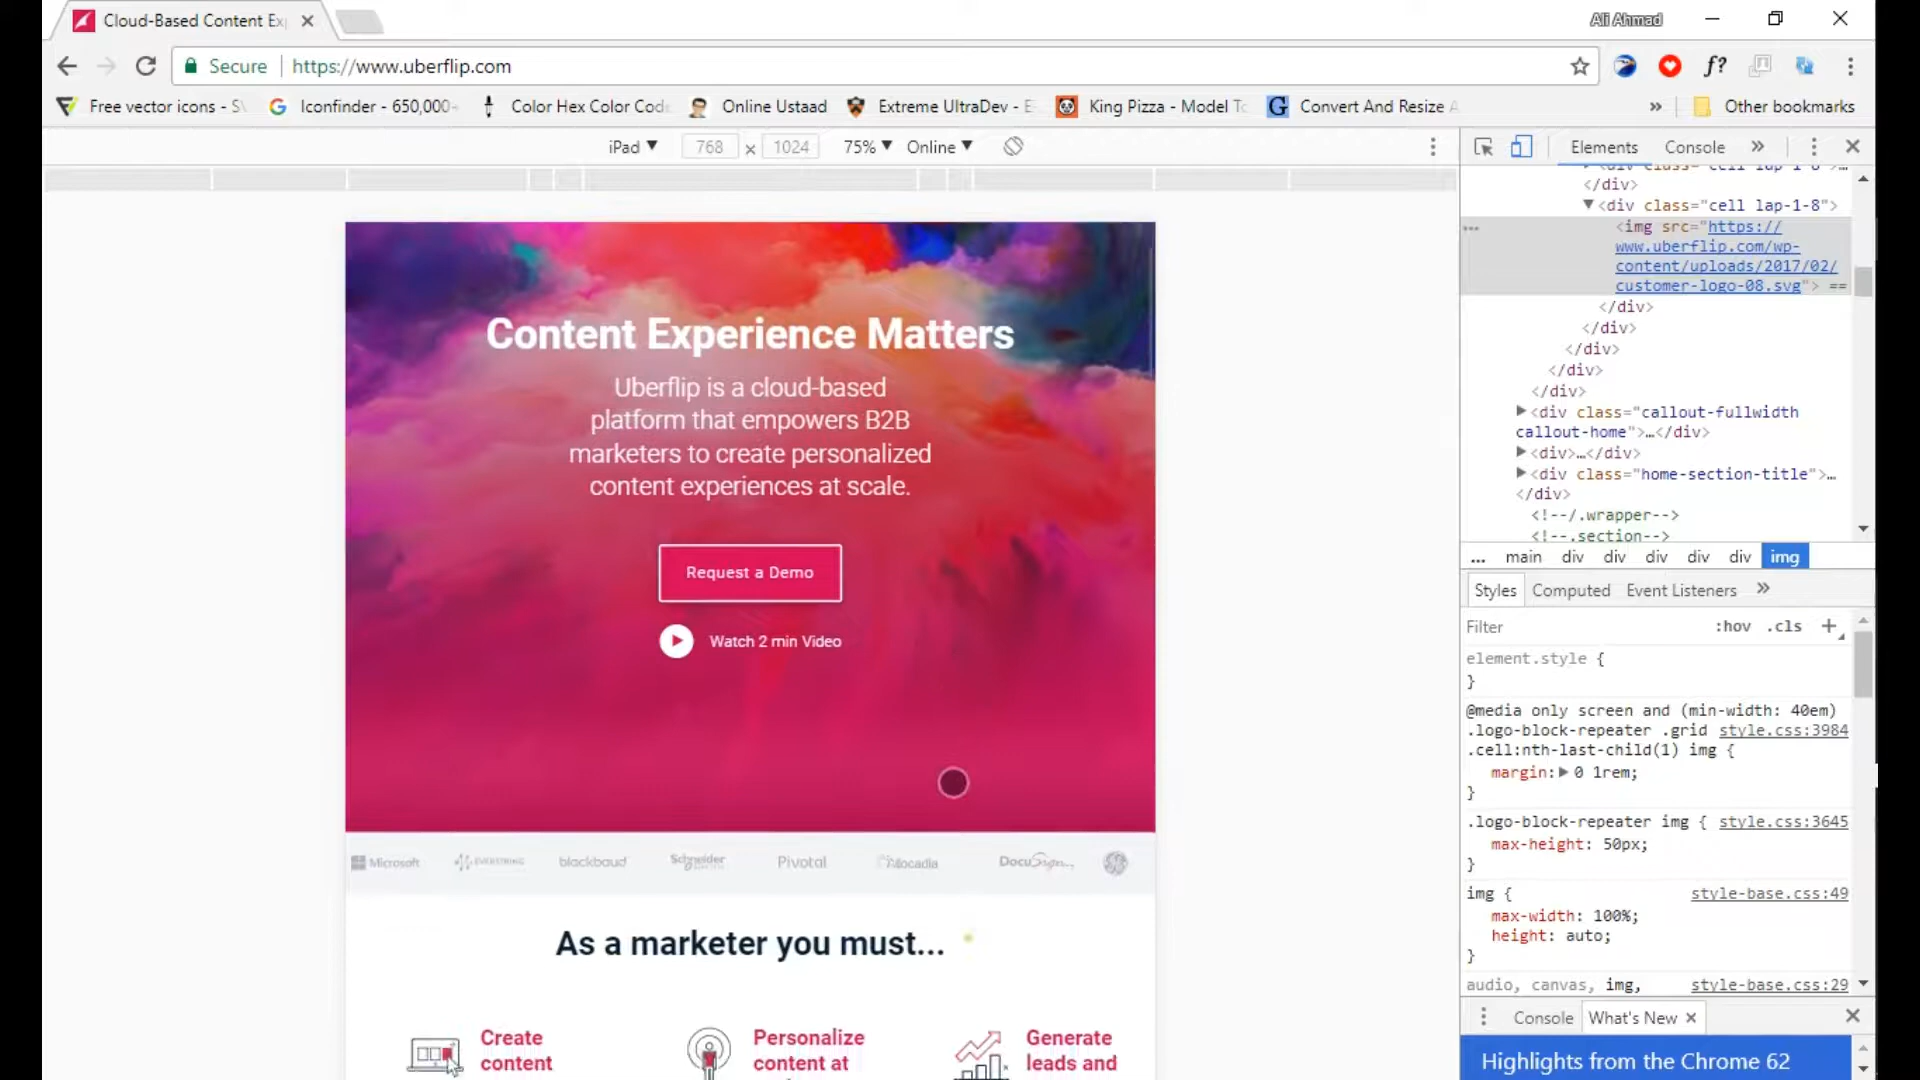 Cloud-Based Content Ex
Ali Ahmad
Secure
https://www.uberflip.com
f?
Free vector icons - S
Iconfinder - 650,000-
Color Hex Color Cod
Online Ustaad
Extreme UltraDev - E
King Pizza - Model To
Convert And Resize A
»
Other bookmarks
iPad ▼
768 x 1024
75% ▼
Online ▼
Elements
Console
»
Content Experience Matters
Uberflip is a cloud-based
platform that empowers B2B
marketers to create personalized
content experiences at scale.
Request a Demo
Watch 2 min Video
Microsoft
blackbaud
Schneider
Pivotal
Allocadia
DocuSign
As a marketer you must...
Create
content
Personalize
content at
Generate
leads and
</div>
▼<div class="cell lap-1-8">
<img src="https://
www.uberflip.com/wp-
content/uploads/2017/02/
customer-logo-08.svg"> ==
</div>
</div>
</div>
</div>
</div>
▶<div class="callout-fullwidth
callout-home">…</div>
▶<div>…</div>
▶<div class="home-section-title">…
</div>
<!--/.wrapper-->
<!--.section-->
... main div div div div div img
Styles
Computed
Event Listeners
»
Filter
:hov .cls +
element.style {
}
@media only screen and (min-width: 40em)
.logo-block-repeater .grid style.css:3984
.cell:nth-last-child(1) img {
margin:▶ 0 1rem;
}
.logo-block-repeater img { style.css:3645
max-height: 50px;
}
img { style-base.css:49
max-width: 100%;
height: auto;
}
audio, canvas, img, style-base.css:29
Console
What's New ×
Highlights from the Chrome 62